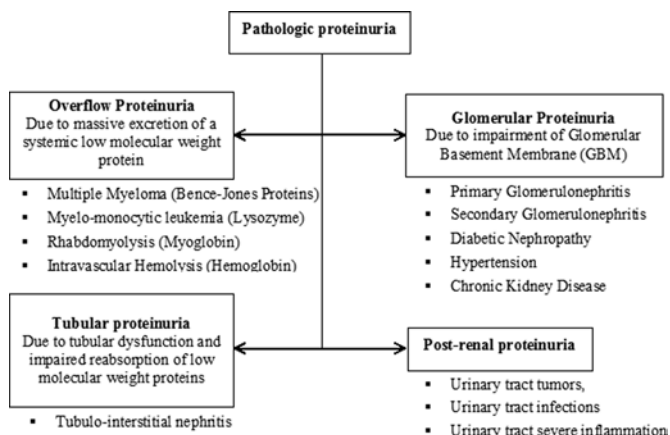 Pathologic proteinuria
Overflow Proteinuria
Due to massive excretion of a
systemic low molecular weight
protein
▪ Multiple Myeloma (Bence-Jones Proteins)
▪ Myelo-monocytic leukemia (Lysozyme)
▪ Rhabdomyolysis (Myoglobin)
▪ Intravascular Hemolysis (Hemoglobin)
Glomerular Proteinuria
Due to impairment of Glomerular
Basement Membrane (GBM)
▪ Primary Glomerulonephritis
▪ Secondary Glomerulonephritis
▪ Diabetic Nephropathy
▪ Hypertension
▪ Chronic Kidney Disease
Tubular proteinuria
Due to tubular dysfunction and
impaired reabsorption of low
molecular weight proteins
▪ Tubulo-interstitial nephritis
Post-renal proteinuria
▪ Urinary tract tumors,
▪ Urinary tract infections
▪ Urinary tract severe inflammation